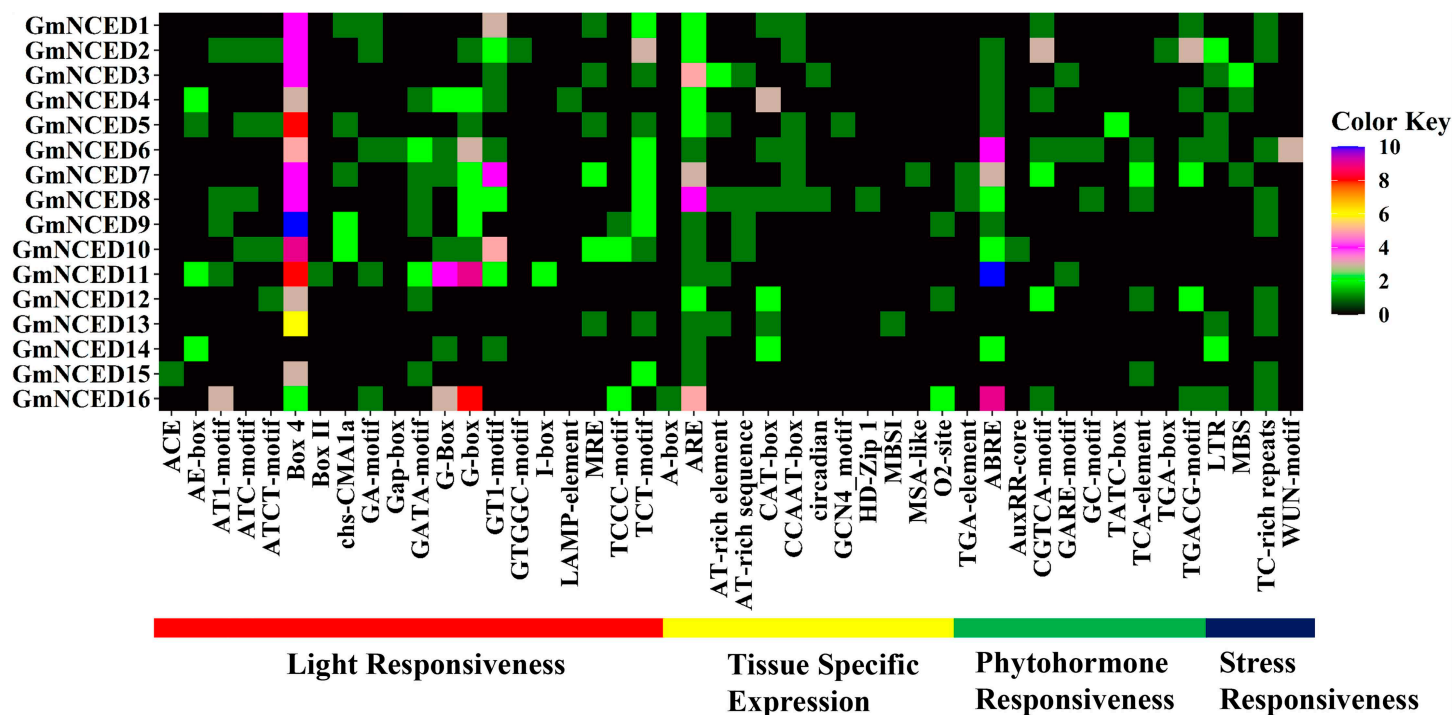 GmNCED1
GmNCED2
GmNCED3
GmNCED4
GmNCED5
GmNCED6
GmNCED7
GmNCED8
GmNCED9
GmNCED10
GmNCED11
GmNCED12
GmNCED13
GmNCED14
GmNCED15
GmNCED16
Color Key
10
8
6
4
2
0
ACE
AE-box
AT1-motif
ATC-motif
ATCT-motif
Box 4
Box II
chs-CMA1a
GA-motif
Gap-box
GATA-motif
G-Box
G-box
GT1-motif
GTGGC-motif
I-box
LAMP-element
MRE
TCCC-motif
TCT-motif
A-box
ARE
AT-rich element
AT-rich sequence
CAT-box
CCAAT-box
circadian
GCN4_motif
HD-Zip 1
MBSI
MSA-like
O2-site
TGA-element
ABRE
AuxRR-core
CGTCA-motif
GARE-motif
GC-motif
TATC-box
TCA-element
TGA-box
TGACG-motif
LTR
MBS
TC-rich repeats
WUN-motif
Light Responsiveness
Tissue Specific
Expression
Phytohormone
Responsiveness
Stress
Responsiveness